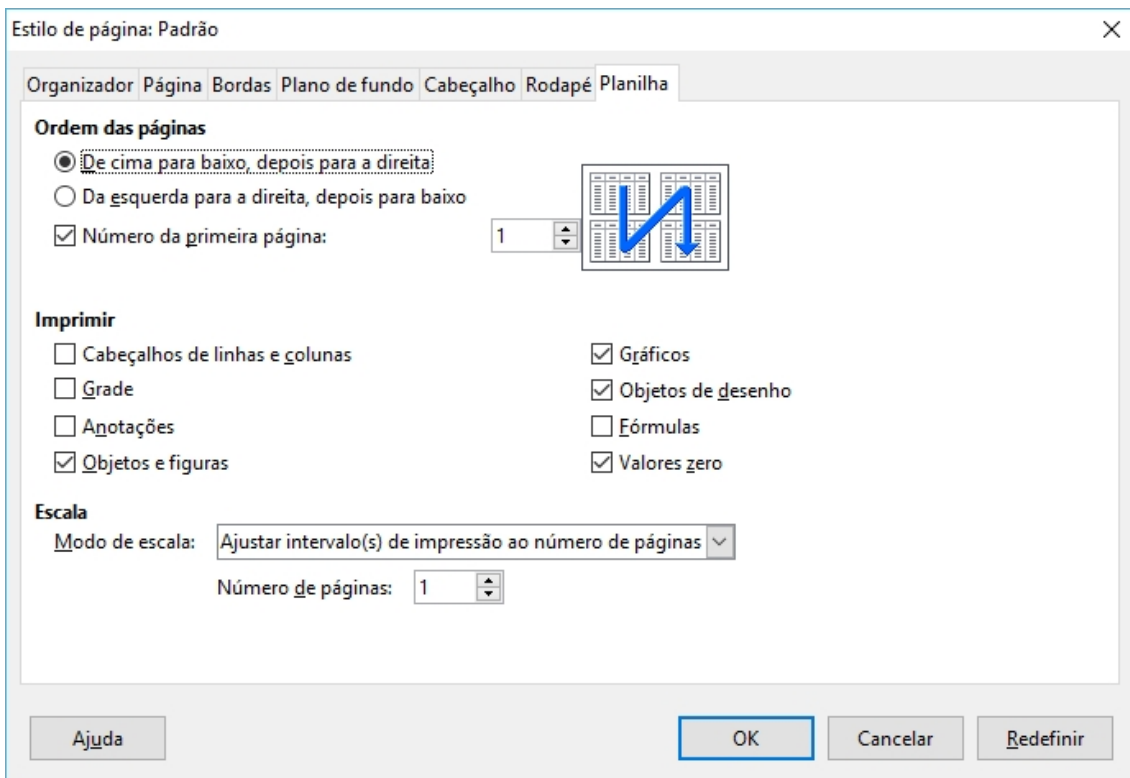 Estilo de página: Padrão
Organizador Página Bordas Plano de fundo Cabeçalho Rodapé Planilha
Ordem das páginas
De cima para baixo, depois para a direita
Da esquerda para a direita, depois para baixo
Número da primeira página: 1
Imprimir
Cabeçalhos de linhas e colunas
Gráficos
Grade
Objetos de desenho
Anotações
Fórmulas
Objetos e figuras
Valores zero
Escala
Modo de escala: Ajustar intervalo(s) de impressão ao número de páginas
Número de páginas: 1
Ajuda OK Cancelar Redefinir